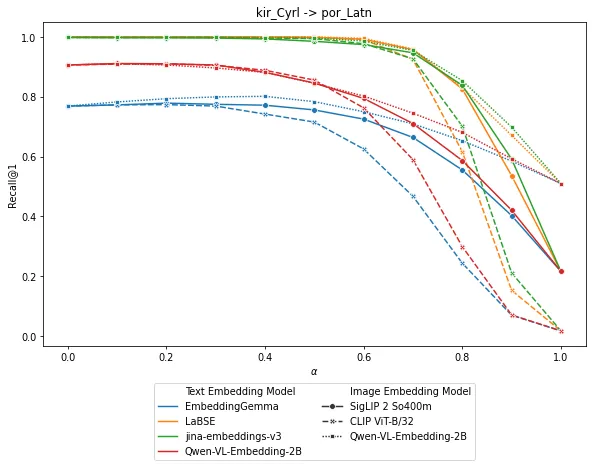 kir_Cyrl -> por_Latn
Recall@1
1.0
0.8
0.6
0.4
0.2
0.0
0.0 0.2 0.4 0.6 0.8 1.0
α
Text Embedding Model Image Embedding Model
EmbeddingGemma SigLIP 2 So400m
LaBSE CLIP ViT-B/32
jina-embeddings-v3 Qwen-VL-Embedding-2B
Qwen-VL-Embedding-2B